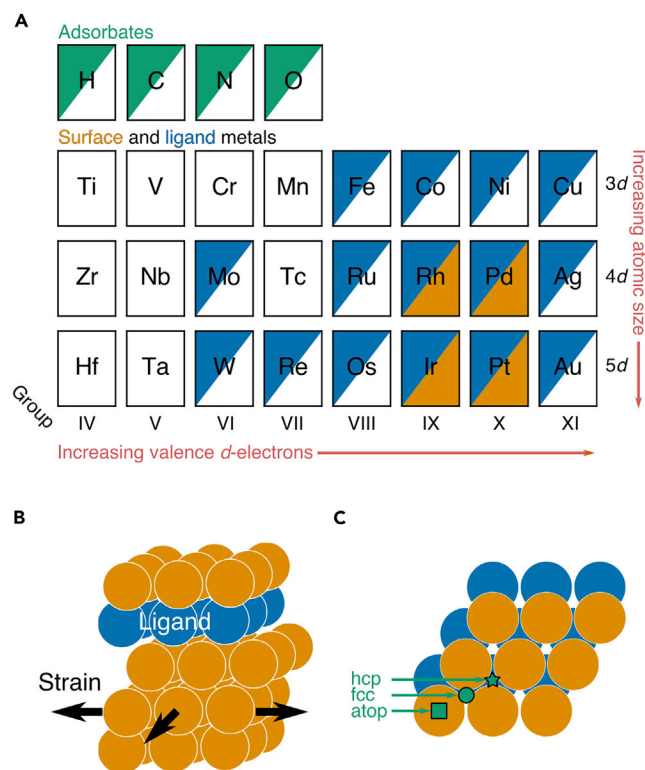 A
Adsorbates
H C N O
Surface and ligand metals
Ti V Cr Mn Fe Co Ni Cu 3d
Zr Nb Mo Tc Ru Rh Pd Ag 4d
Hf Ta W Re Os Ir Pt Au 5d
Increasing atomic size
Group IV V VI VII VIII IX X XI
Increasing valence d-electrons
B
Ligand
Strain
C
hcp
fcc
atop